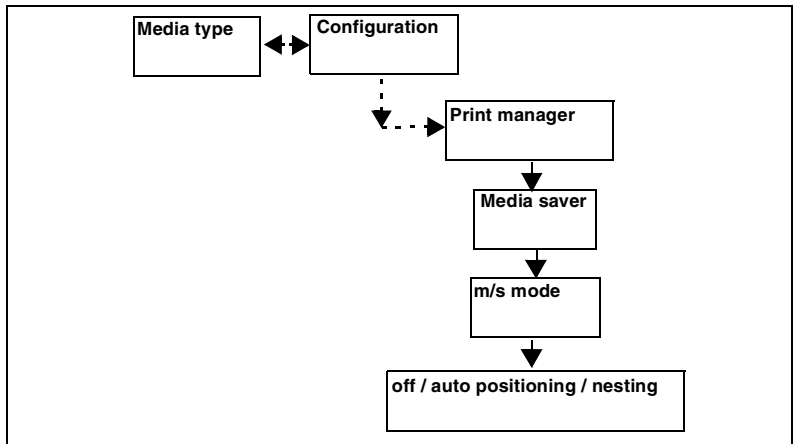 Media type
Configuration
Print manager
Media saver
m/s mode
off / auto positioning / nesting